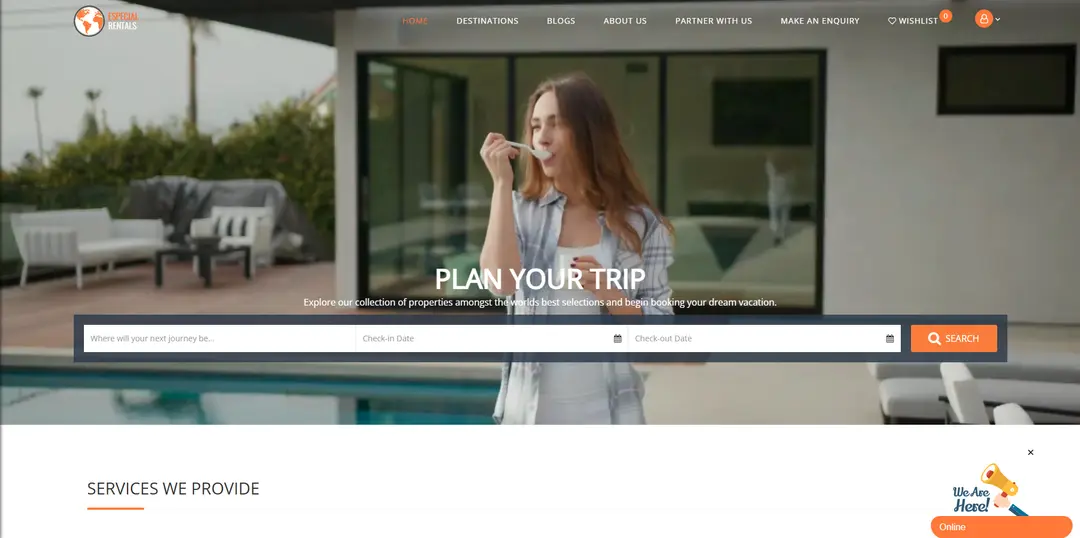 ESPECIAL
RENTALS
HOME
DESTINATIONS
BLOGS
ABOUT US
PARTNER WITH US
MAKE AN ENQUIRY
WISHLIST
0
PLAN YOUR TRIP
Explore our collection of properties amongst the worlds best selections and begin booking your dream vacation.
Where will your next journey be...
Check-in Date
Check-out Date
SEARCH
SERVICES WE PROVIDE
We Are
Here!
Online